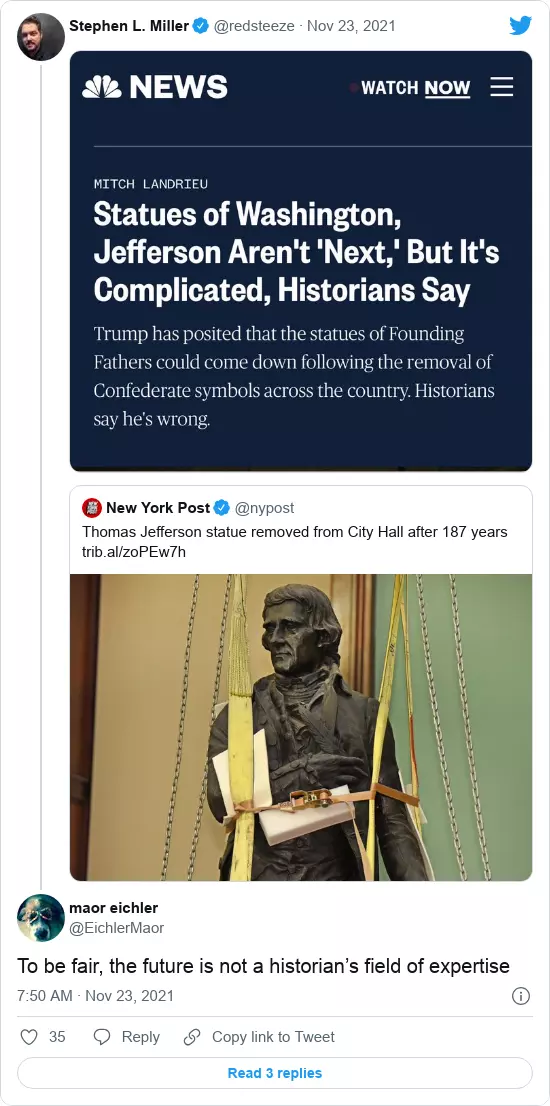 Stephen L. Miller @redsteeze · Nov 23, 2021
NEWS
WATCH NOW
MITCH LANDRIEU
Statues of Washington,
Jefferson Aren't 'Next,' But It's
Complicated, Historians Say
Trump has posited that the statues of Founding
Fathers could come down following the removal of
Confederate symbols across the country. Historians
say he's wrong.
New York Post @nypost
Thomas Jefferson statue removed from City Hall after 187 years
trib.al/zoPEw7h
maor eichler
@EichlerMaor
To be fair, the future is not a historian’s field of expertise
7:50 AM · Nov 23, 2021
35 Reply Copy link to Tweet
Read 3 replies